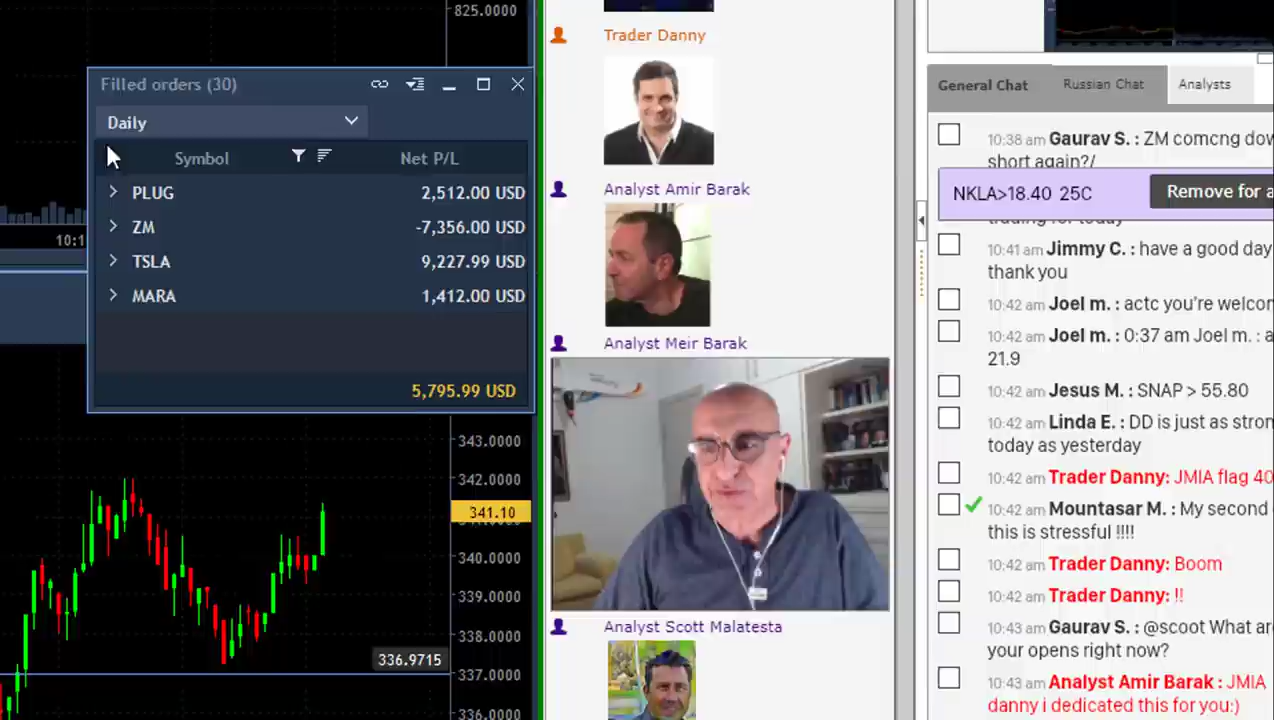 825.0000
Filled orders (30)
Daily
Symbol
Net P/L
PLUG
2,512.00 USD
ZM
-7,356.00 USD
TSLA
9,227.99 USD
MARA
1,412.00 USD
5,795.99 USD
10:1
343.0000
342.0000
341.10
340.0000
339.0000
338.0000
336.9715
337.0000
336.0000
Trader Danny
Analyst Amir Barak
Analyst Meir Barak
Analyst Scott Malatesta
General Chat
Russian Chat
Analysts
10:38 am Gaurav S. : ZM comcng dow
short again?/
NKLA>18.40 25C
Remove for a
trading for today
10:41 am Jimmy C. : have a good day
thank you
10:42 am Joel m. : actc you're welcom
10:42 am Joel m. : 0:37 am Joel m. : a
21.9
10:42 am Jesus M. : SNAP > 55.80
10:42 am Linda E. : DD is just as stron
today as yesterday
10:42 am Trader Danny: JMIA flag 40
10:42 am Mountasar M. : My second
this is stressful !!!!
10:42 am Trader Danny: Boom
10:42 am Trader Danny: !!
10:43 am Gaurav S. : @scoot What are
your opens right now?
10:43 am Analyst Amir Barak : JMIA
danny i dedicated this for you:)